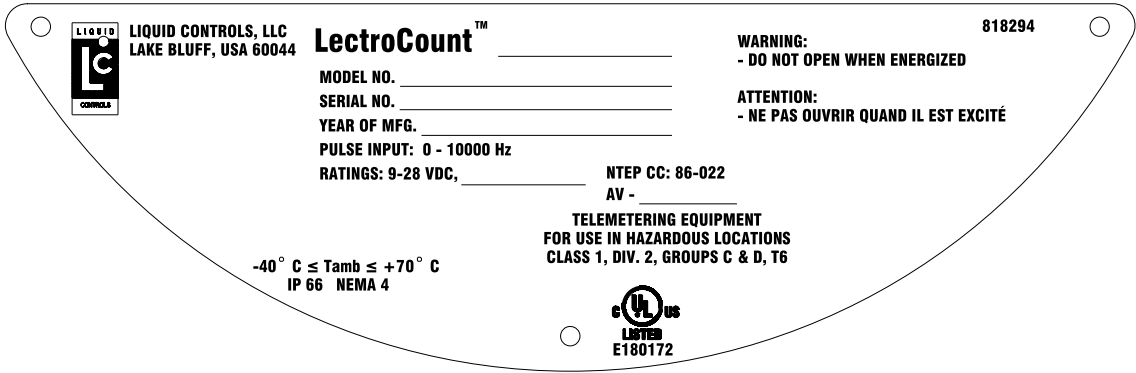 LIQUID
LC
CONTROLS
LIQUID CONTROLS, LLC
LAKE BLUFF, USA 60044
LectroCount™
MODEL NO.
SERIAL NO.
YEAR OF MFG.
PULSE INPUT: 0 - 10000 Hz
RATINGS: 9-28 VDC,
818294
WARNING:
- DO NOT OPEN WHEN ENERGIZED
ATTENTION:
- NE PAS OUVRIR QUAND IL EST EXCITÉ
NTEP CC: 86-022
AV -
TELEMETERING EQUIPMENT
FOR USE IN HAZARDOUS LOCATIONS
CLASS 1, DIV. 2, GROUPS C & D, T6
-40° C ≤ Tamb ≤ +70° C
IP 66 NEMA 4
C UL US
LISTED
E180172